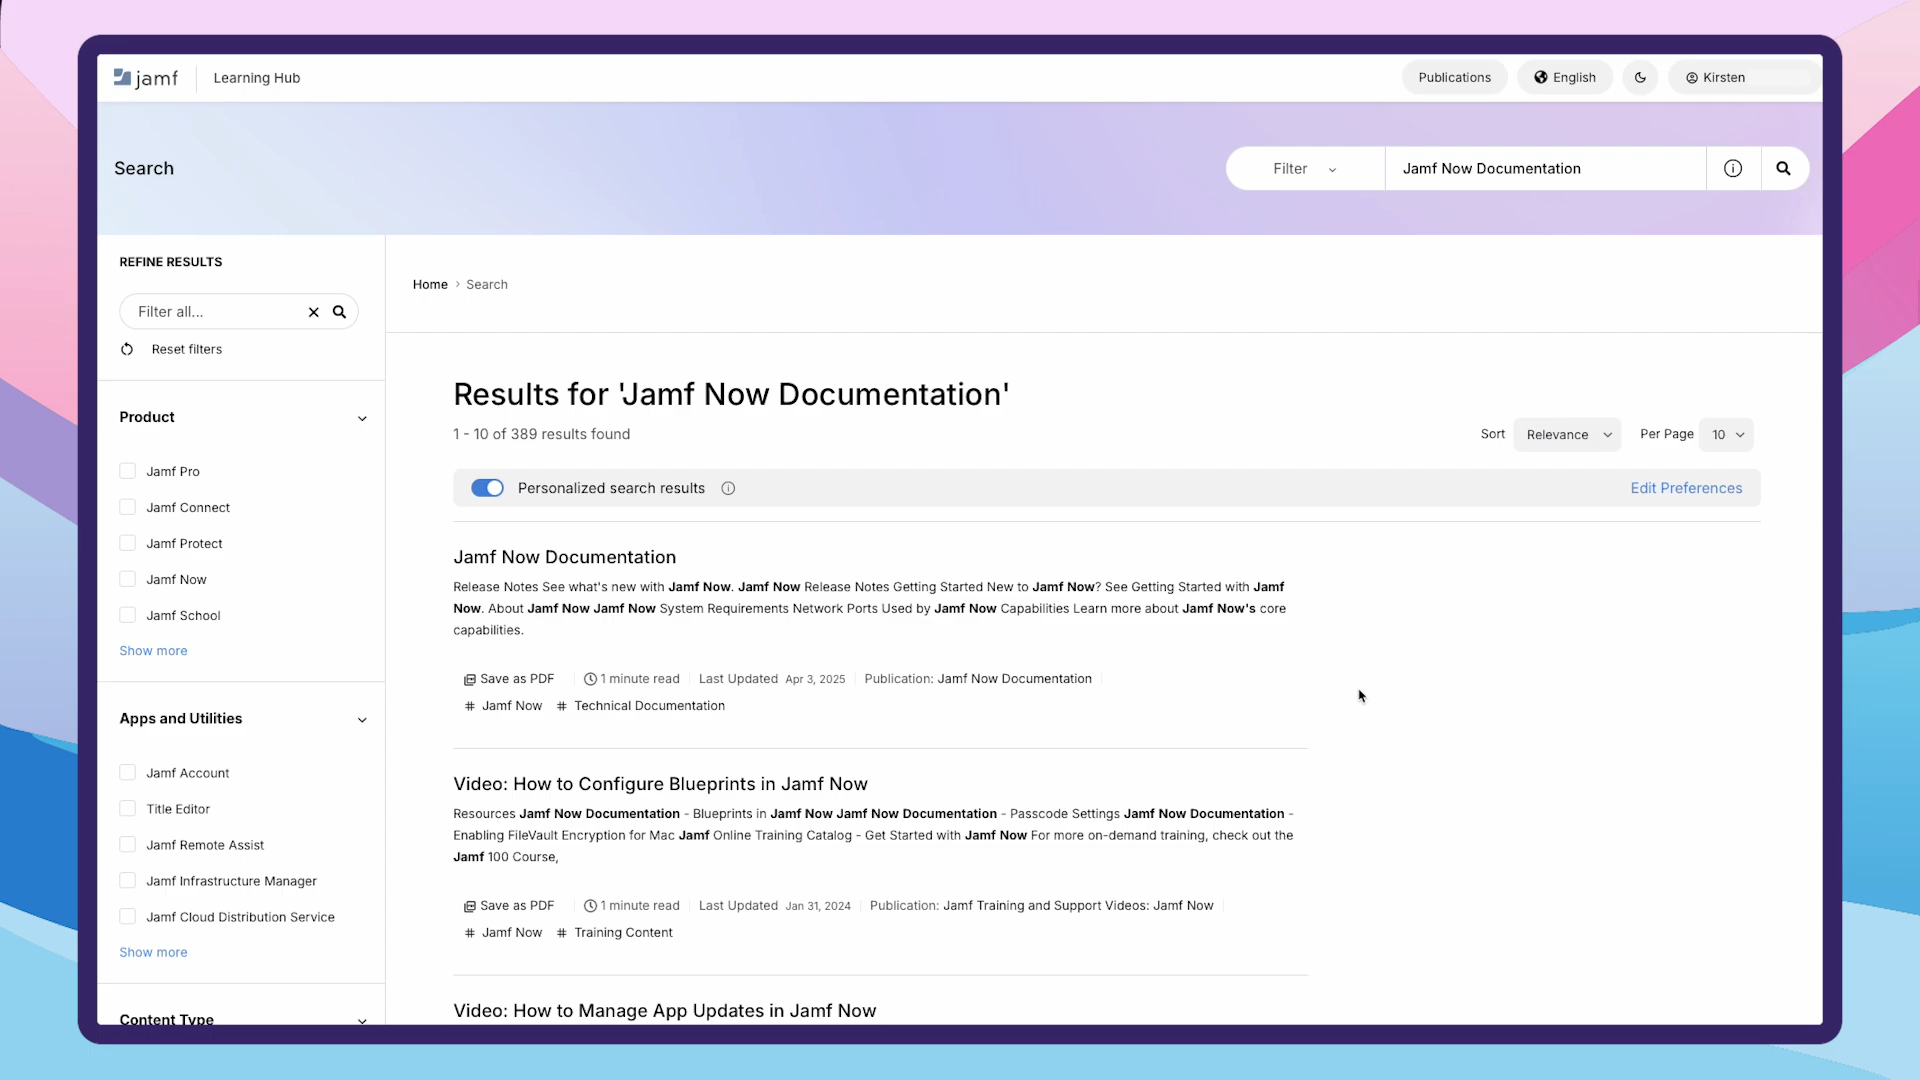 jamf Learning Hub Publications English Kirsten
Search Filter Jamf Now Documentation
REFINE RESULTS
Filter all...
Reset filters
Product
Jamf Pro
Jamf Connect
Jamf Protect
Jamf Now
Jamf School
Show more
Apps and Utilities
Jamf Account
Title Editor
Jamf Remote Assist
Jamf Infrastructure Manager
Jamf Cloud Distribution Service
Show more
Content Type
Home › Search
Results for 'Jamf Now Documentation'
1 - 10 of 389 results found
Sort Relevance Per Page 10
Personalized search results Edit Preferences
Jamf Now Documentation
Release Notes See what's new with Jamf Now. Jamf Now Release Notes Getting Started New to Jamf Now? See Getting Started with Jamf
Now. About Jamf Now Jamf Now System Requirements Network Ports Used by Jamf Now Capabilities Learn more about Jamf Now's core
capabilities.
Save as PDF 1 minute read Last Updated Apr 3, 2025 Publication: Jamf Now Documentation
# Jamf Now # Technical Documentation
Video: How to Configure Blueprints in Jamf Now
Resources Jamf Now Documentation - Blueprints in Jamf Now Jamf Now Documentation - Passcode Settings Jamf Now Documentation -
Enabling FileVault Encryption for Mac Jamf Online Training Catalog - Get Started with Jamf Now For more on-demand training, check out the
Jamf 100 Course,
Save as PDF 1 minute read Last Updated Jan 31, 2024 Publication: Jamf Training and Support Videos: Jamf Now
# Jamf Now # Training Content
Video: How to Manage App Updates in Jamf Now